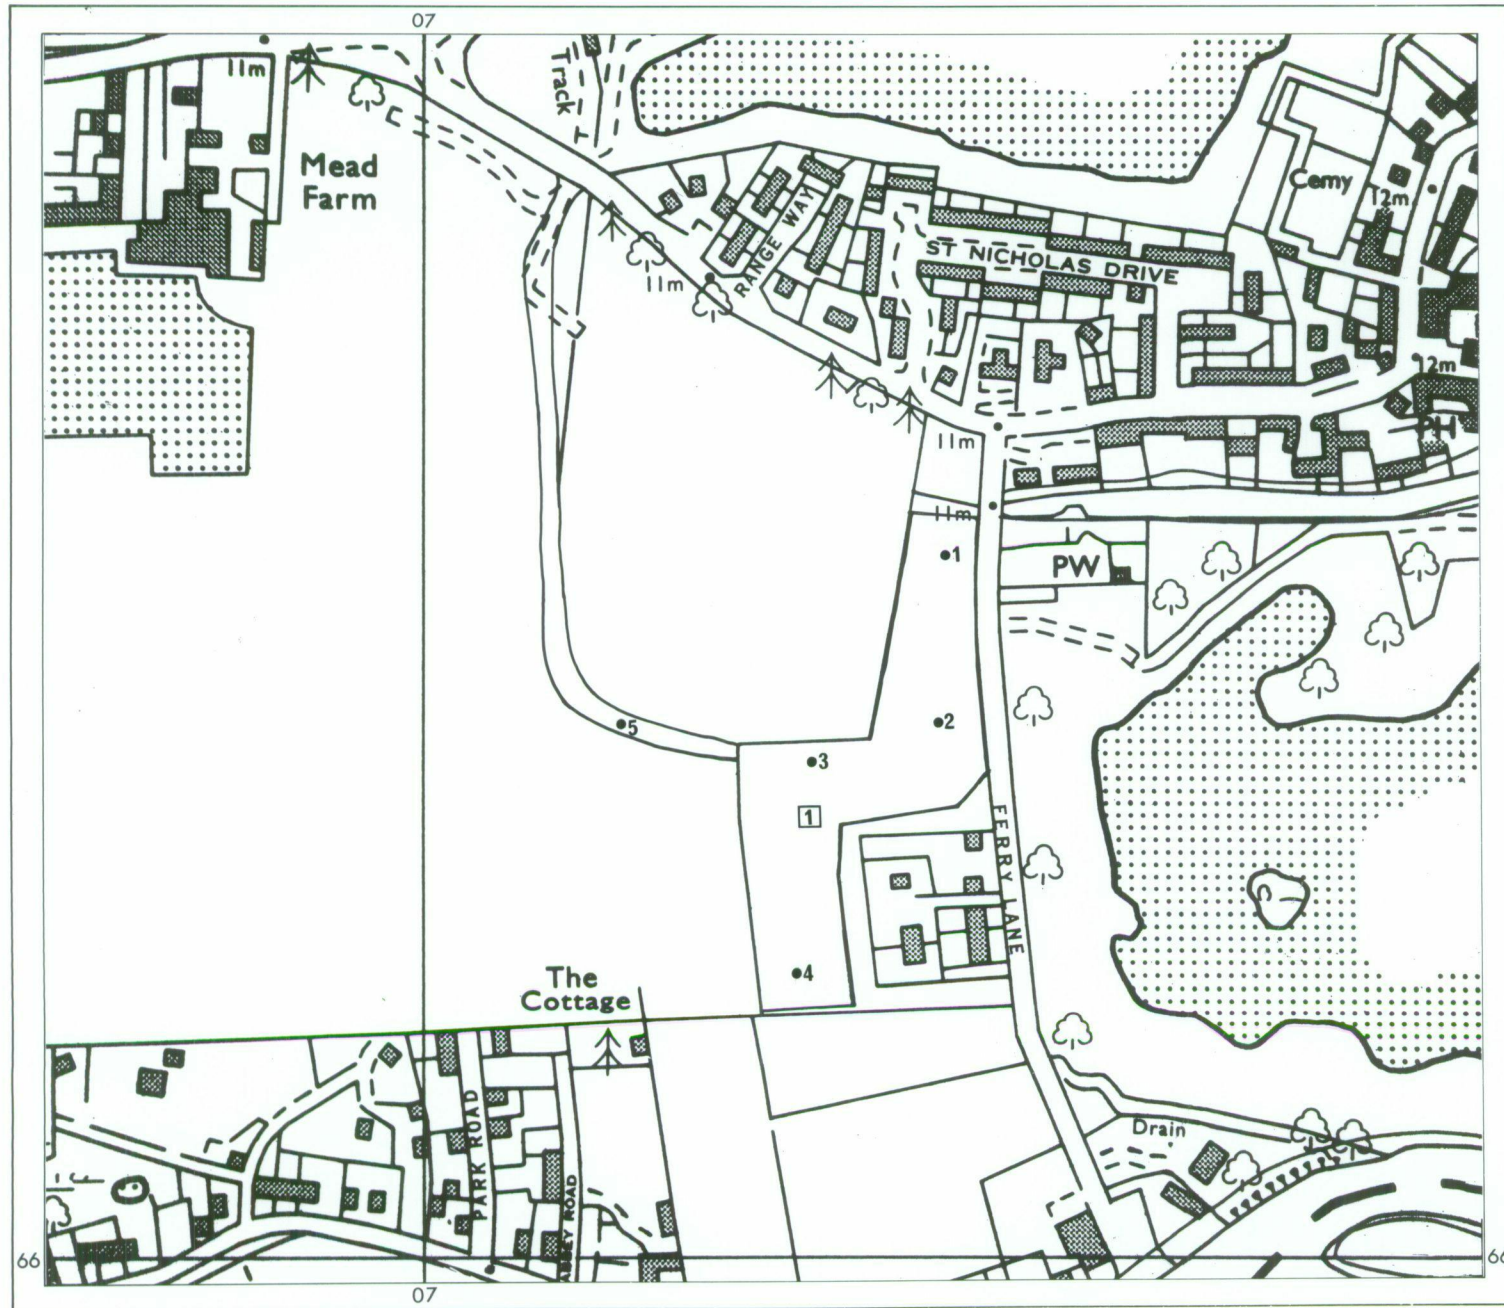 07
11m
Track
Mead
Farm
Cemy
12m
RANGE WAY
ST NICHOLAS DRIVE
11m
12m
PH
11m
11m
1
PW
2
5
3
1
FERRY LANE
4
The
Cottage
PARK ROAD
Drain
ABBEY ROAD
66
66
07